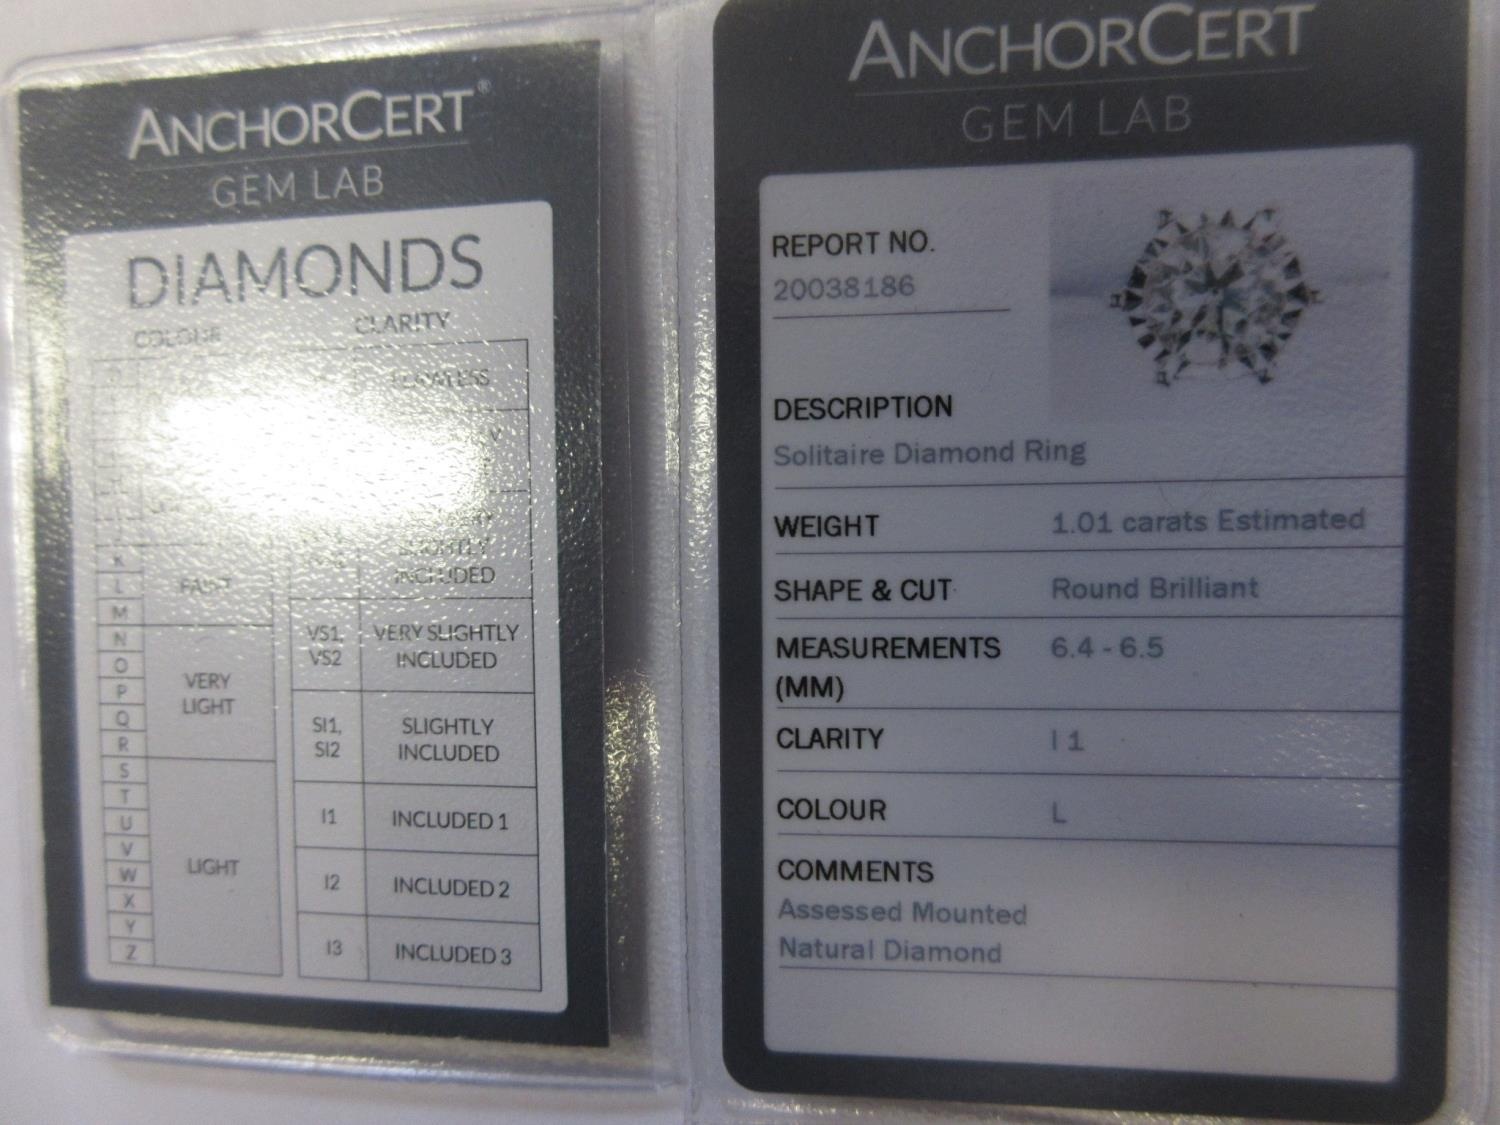 ANCHORCERT®
GEM LAB
DIAMONDS
COLOUR CLARITY
FLAWLESS
SLIGHTLY
INCLUDED
K
L
M
FAINT
N
O
P
Q
R
VERY
LIGHT
S
T
U
V
W
X
Y
Z
LIGHT
VS1,
VS2
VERY SLIGHTLY
INCLUDED
SI1,
SI2
SLIGHTLY
INCLUDED
I1 INCLUDED 1
I2 INCLUDED 2
I3 INCLUDED 3
ANCHORCERT
GEM LAB
REPORT NO.
20038186
DESCRIPTION
Solitaire Diamond Ring
WEIGHT 1.01 carats Estimated
SHAPE & CUT Round Brilliant
MEASUREMENTS 6.4 - 6.5
(MM)
CLARITY I 1
COLOUR L
COMMENTS
Assessed Mounted
Natural Diamond